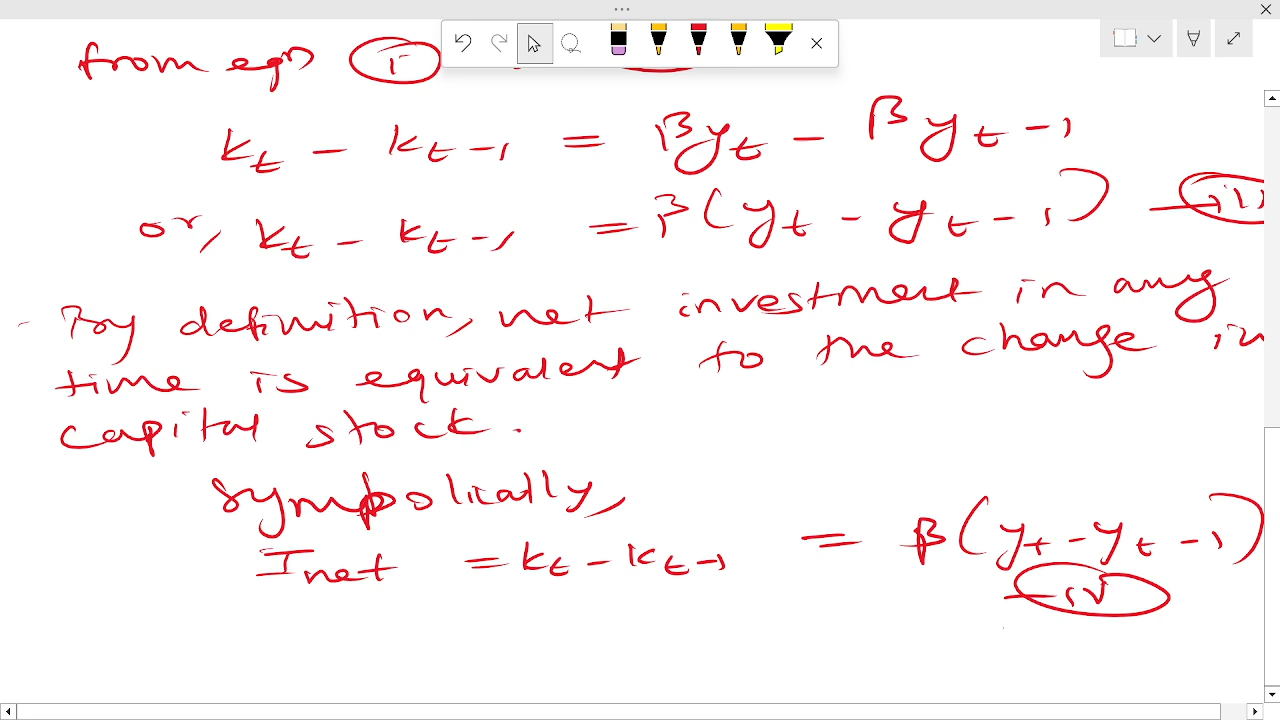 from eqn (i)
Kt - Kt-1 = βyt - βyt-1
or, Kt - Kt-1 = β(yt - yt-1) — (iii)
By definition, net investment in any
time is equivalent to the change in
capital stock.
Symbolically,
Inet = Kt - Kt-1 = β(yt - yt-1)
— (iv)